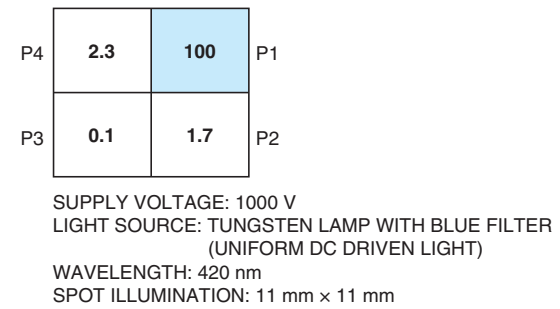 P4 2.3 100 P1
P3 0.1 1.7 P2
SUPPLY VOLTAGE: 1000 V
LIGHT SOURCE: TUNGSTEN LAMP WITH BLUE FILTER
(UNIFORM DC DRIVEN LIGHT)
WAVELENGTH: 420 nm
SPOT ILLUMINATION: 11 mm × 11 mm